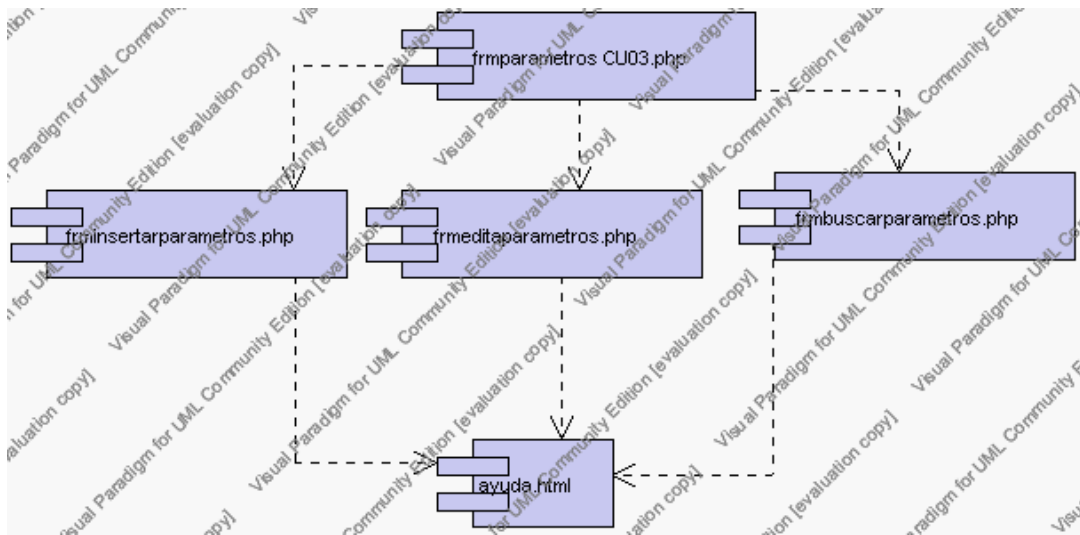 frmparametros CU03.php
frminsertarparametros.php
frmeditaparametros.php
frmbuscarparametros.php
ayuda.html
Visual Paradigm for UML Community Edition [evaluation copy]